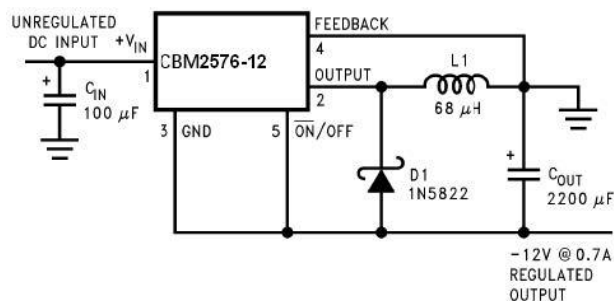 UNREGULATED
DC INPUT
+VIN
1
CBM2576-12
FEEDBACK
4
OUTPUT
2
L1
68 μH
+
CIN
100 μF
3
GND
5
ON/OFF
D1
1N5822
+
COUT
2200 μF
-12V @ 0.7A
REGULATED
OUTPUT